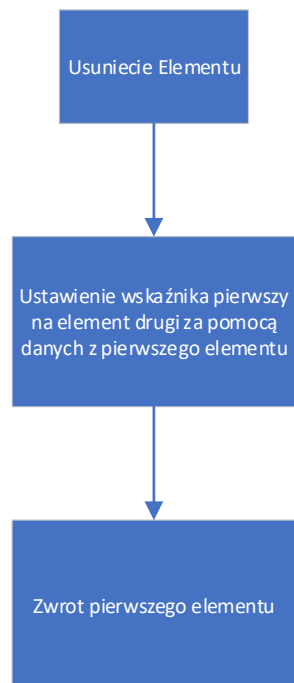 Usuniecie Elementu
Ustawienie wskaźnika pierwszy
na element drugi za pomocą
danych z pierwszego elementu
Zwrot pierwszego elementu